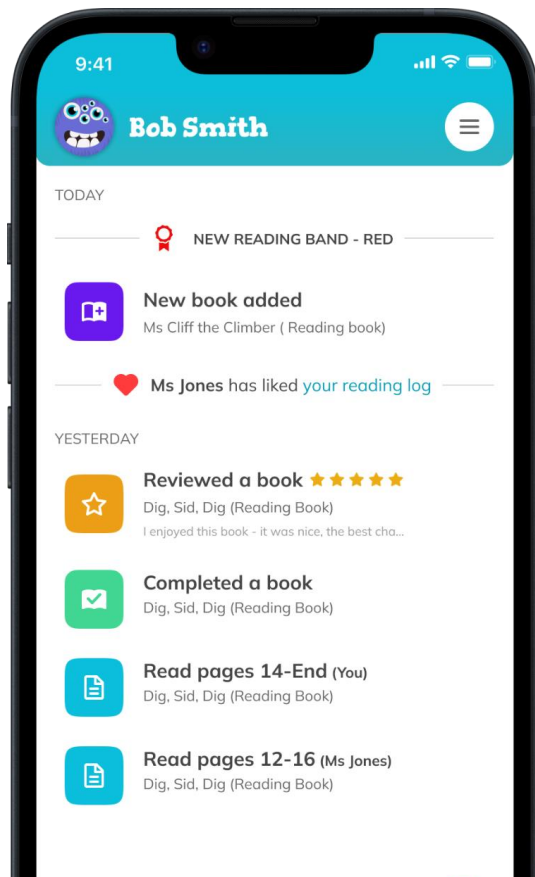 9:41
Bob Smith
TODAY
NEW READING BAND - RED
New book added
Ms Cliff the Climber ( Reading book)
Ms Jones has liked your reading log
YESTERDAY
Reviewed a book
Dig, Sid, Dig (Reading Book)
I enjoyed this book - it was nice, the best cha...
Completed a book
Dig, Sid, Dig (Reading Book)
Read pages 14-End (You)
Dig, Sid, Dig (Reading Book)
Read pages 12-16 (Ms Jones)
Dig, Sid, Dig (Reading Book)